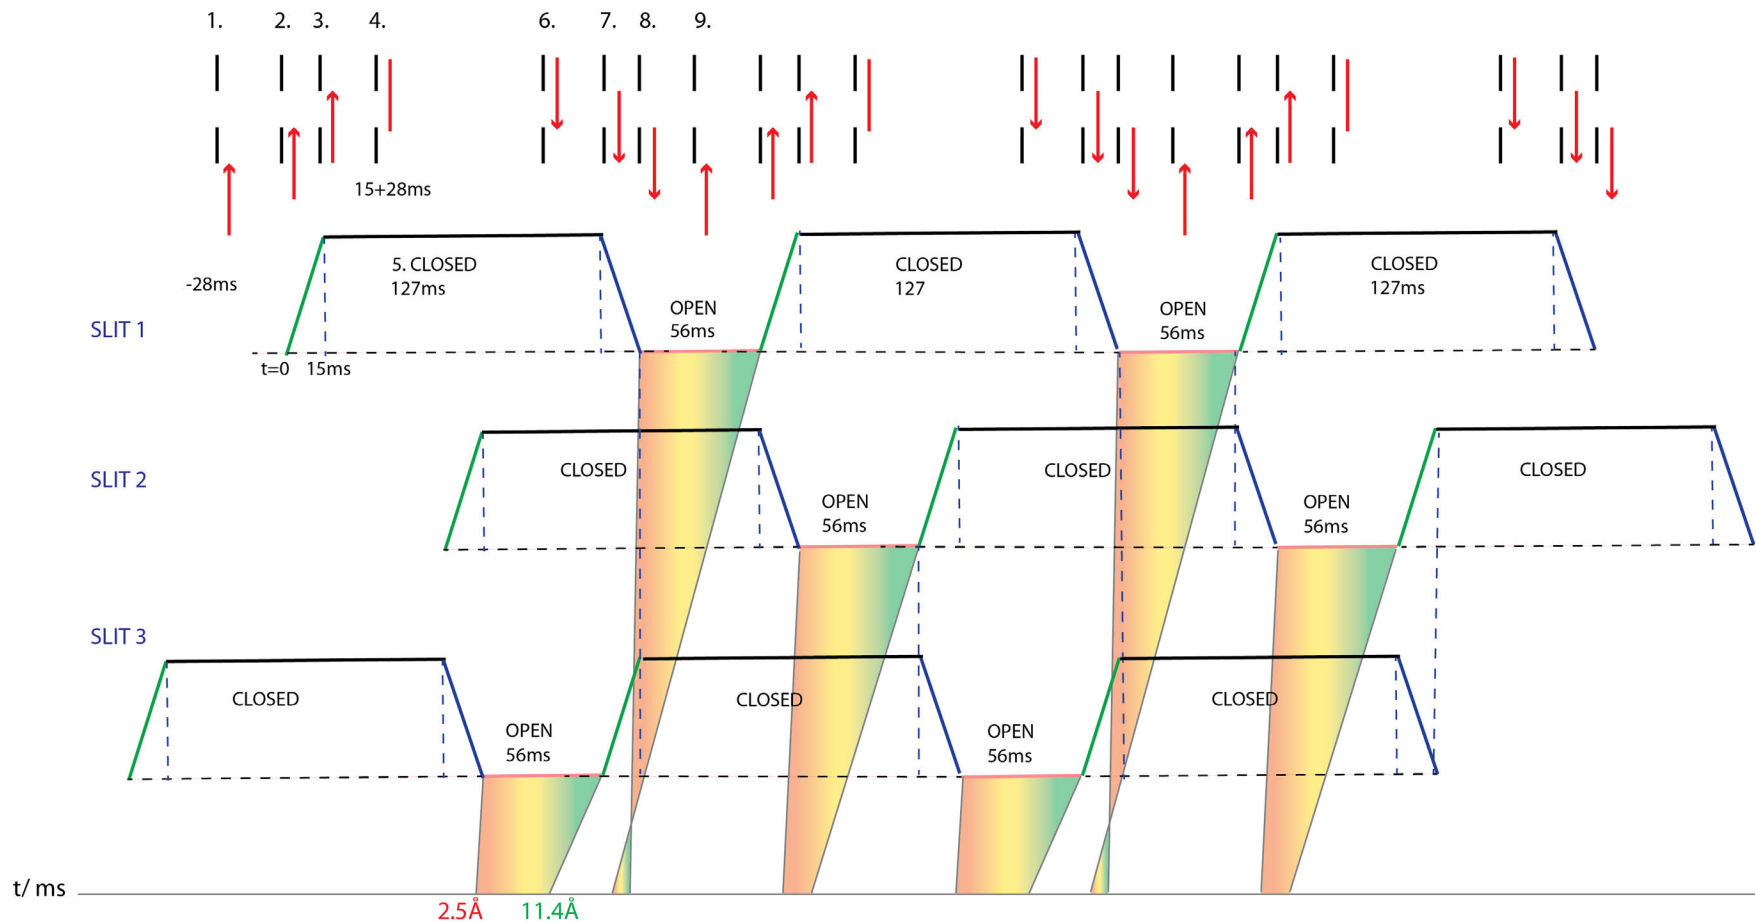 1.
2.
3.
4.
6.
7.
8.
9.
15+28ms
-28ms
5. CLOSED
127ms
CLOSED
127
CLOSED
127ms
OPEN
56ms
OPEN
56ms
SLIT 1
t=0
15ms
CLOSED
CLOSED
CLOSED
SLIT 2
OPEN
56ms
OPEN
56ms
SLIT 3
CLOSED
CLOSED
CLOSED
OPEN
56ms
OPEN
56ms
t/ ms
2.5Å
11.4Å